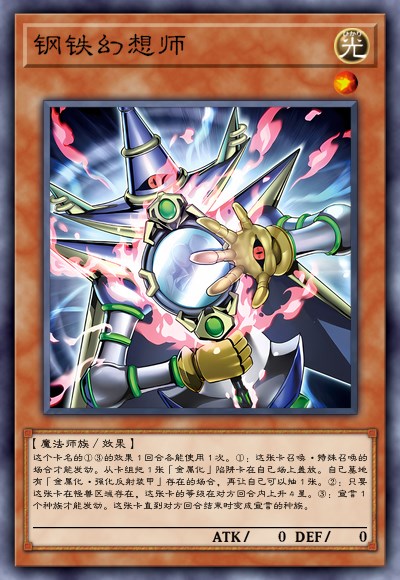 钢铁幻想师
光
ひかり
【魔法师族／效果】
这个卡名的①③的效果1回合各能使用1次。①：这张卡召唤·特殊召唤的
场合才能发动。从卡组把1张「金属化」陷阱卡在自己场上盖放。自己墓地
有「金属化·强化反射装甲」存在的场合，再让自己可以抽1张。②：只要
这张卡在怪兽区域存在，这张卡的等级在对方回合内上升4星。③：宣言1
个种族才能发动。这张卡直到对方回合结束时变成宣言的种族。
ATK/ 0 DEF/ 0